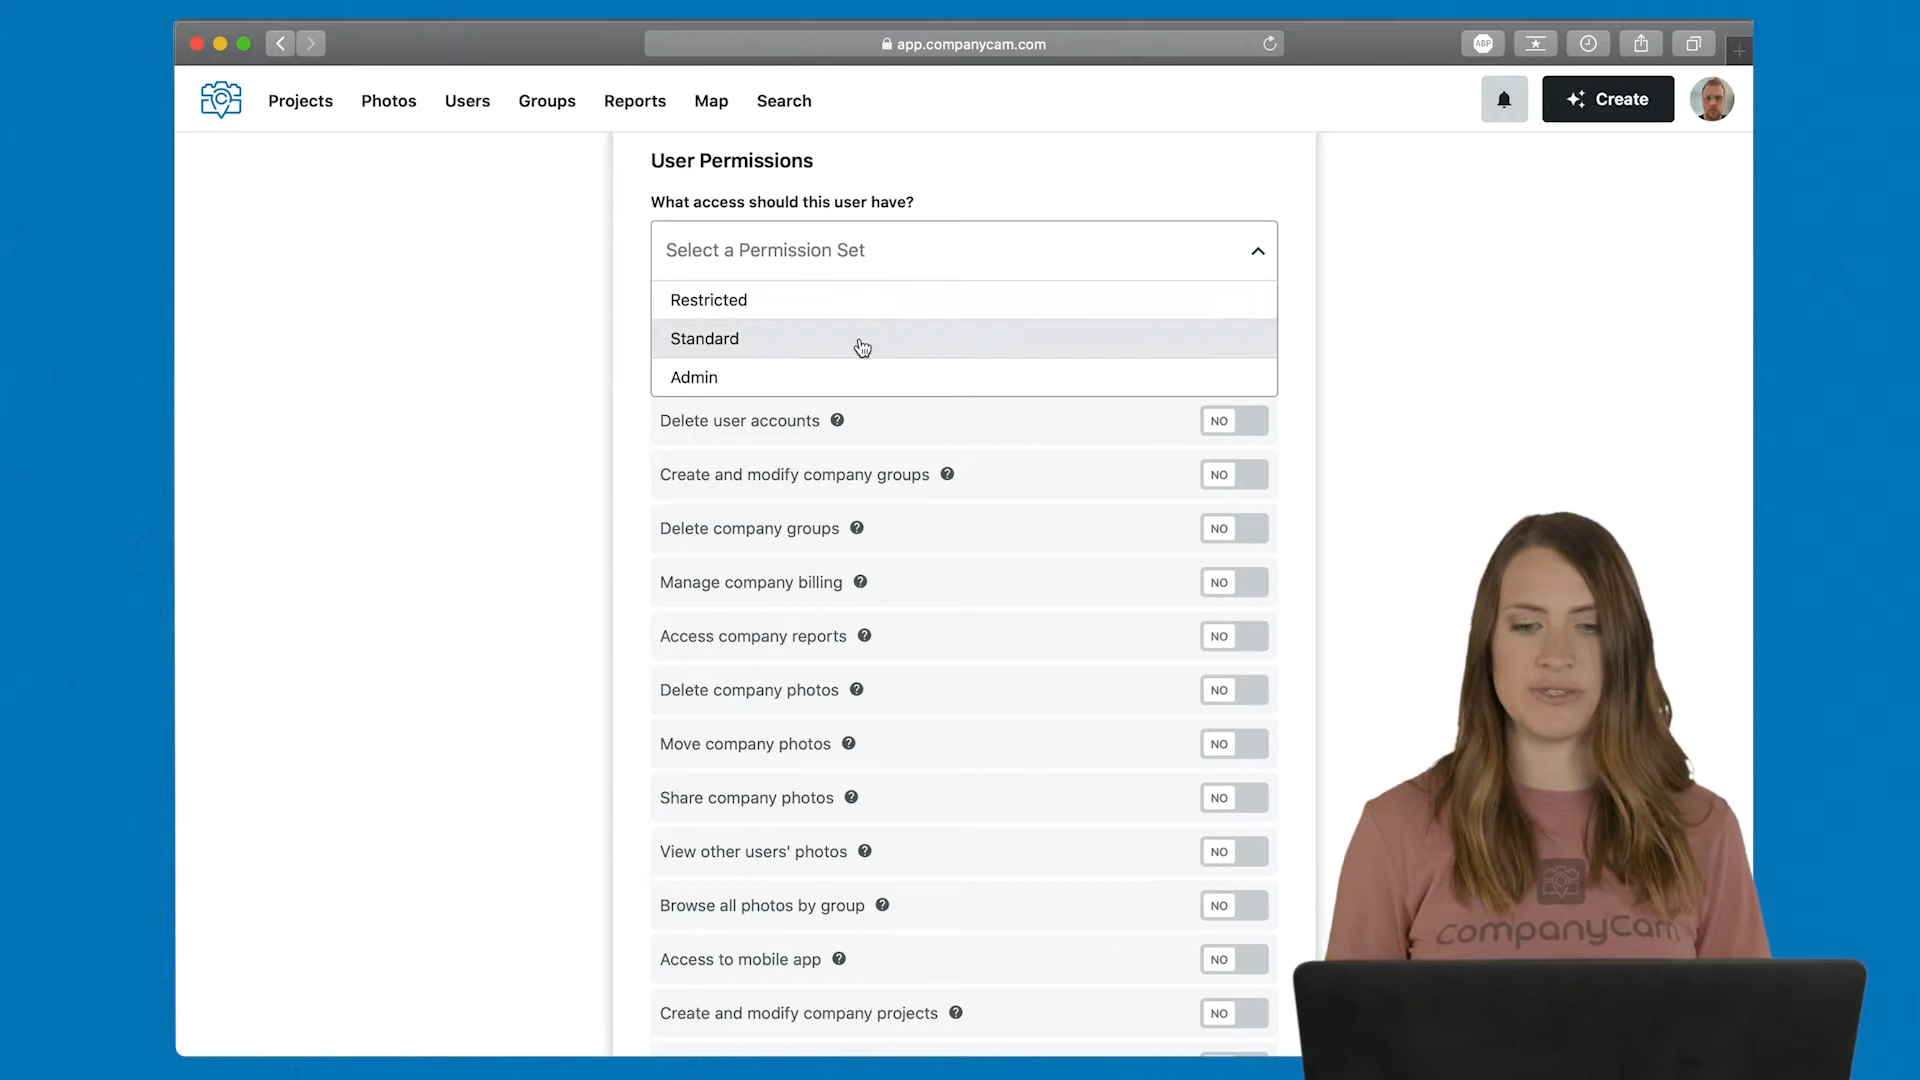 app.companycam.com
ABP
Projects
Photos
Users
Groups
Reports
Map
Search
Create
User Permissions
What access should this user have?
Select a Permission Set
Restricted
Standard
Admin
Delete user accounts ? NO
Create and modify company groups ? NO
Delete company groups ? NO
Manage company billing ? NO
Access company reports ? NO
Delete company photos ? NO
Move company photos ? NO
Share company photos ? NO
View other users' photos ? NO
Browse all photos by group ? NO
Access to mobile app ? NO
Create and modify company projects ? NO
companyCam